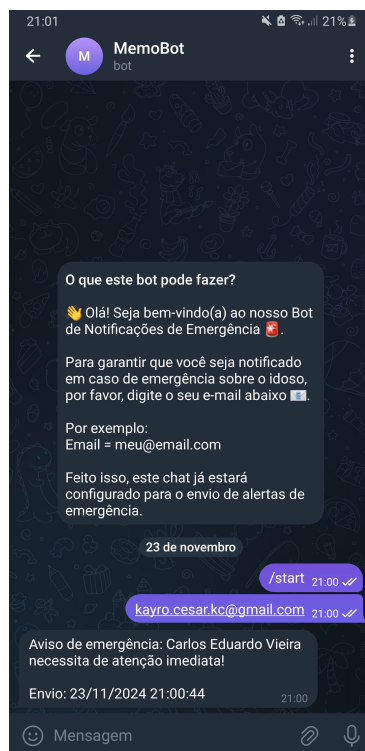 21:01
21%
MemoBot
M
bot
O que este bot pode fazer?
👋 Olá! Seja bem-vindo(a) ao nosso Bot
de Notificações de Emergência 🚨.
Para garantir que você seja notificado
em caso de emergência sobre o idoso,
por favor, digite o seu e-mail abaixo 📧.
Por exemplo:
Email = meu@email.com
Feito isso, este chat já estará
configurado para o envio de alertas de
emergência.
23 de novembro
/start 21:00
kayro.cesar.kc@gmail.com 21:00
Aviso de emergência: Carlos Eduardo Vieira
necessita de atenção imediata!
Envio: 23/11/2024 21:00:44
21:00
Mensagem